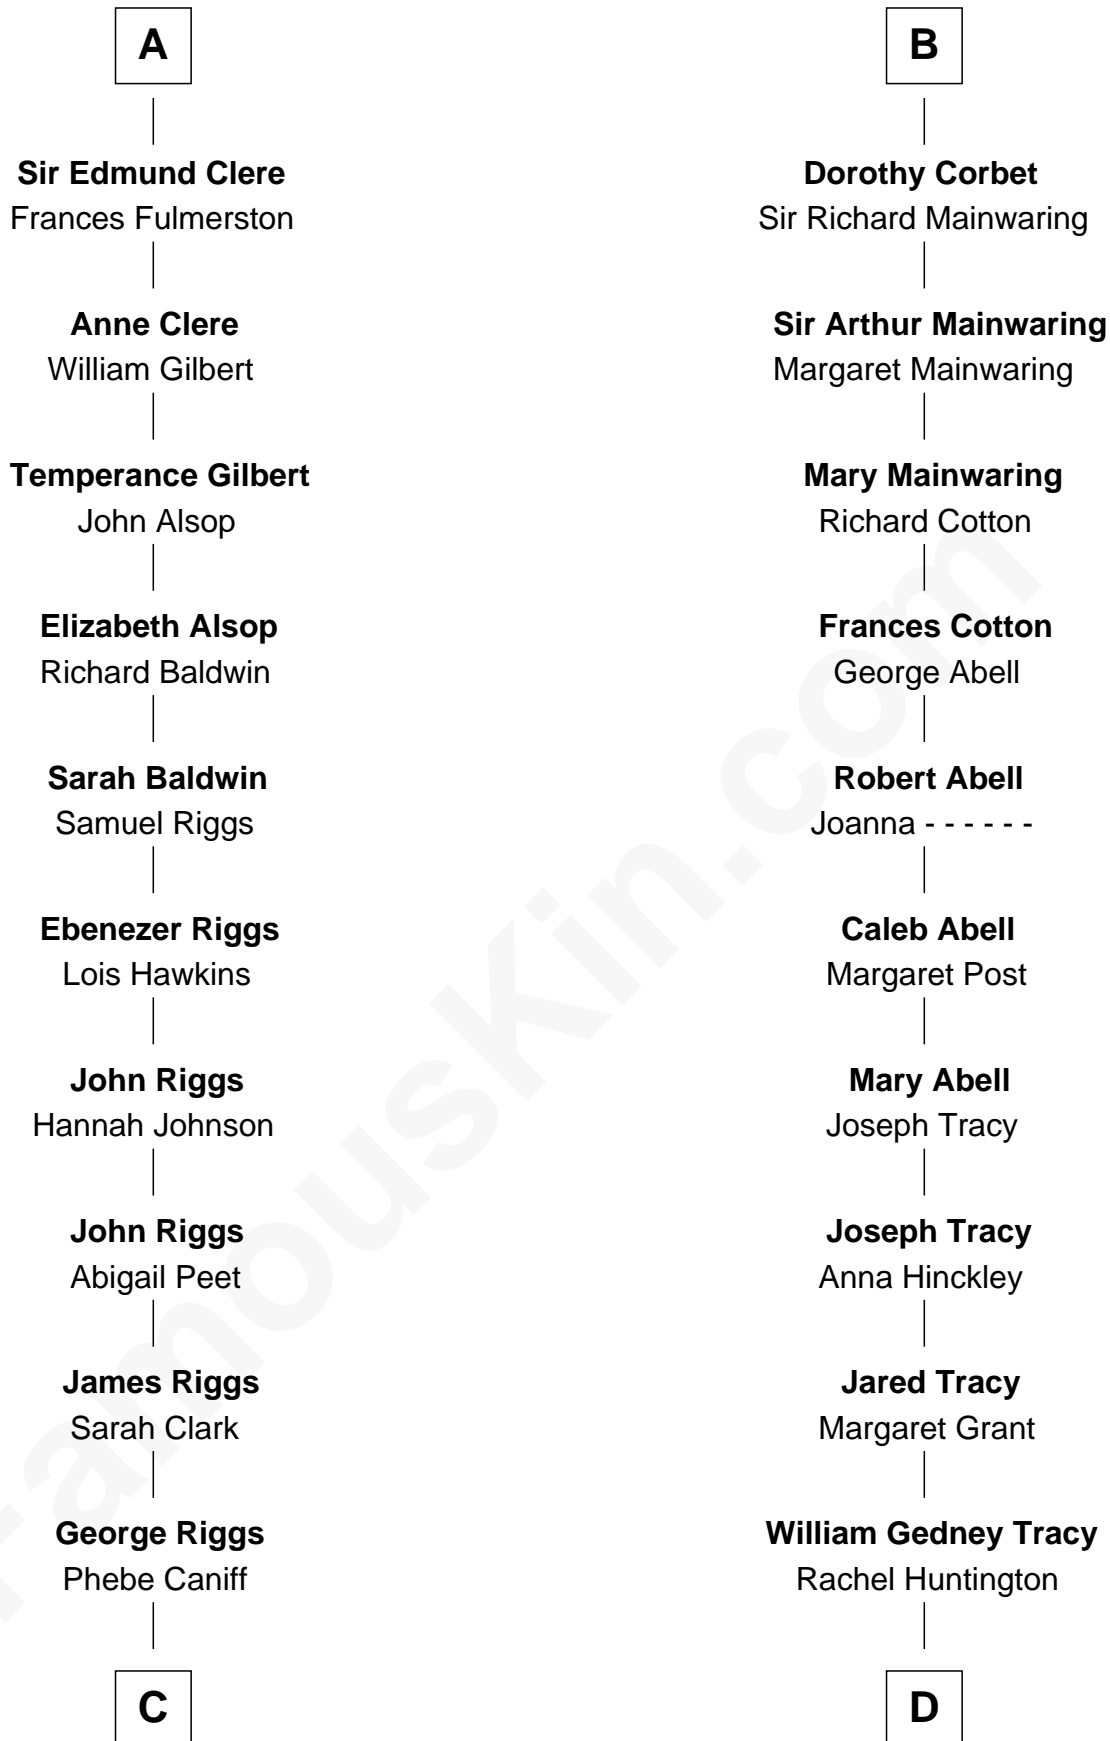 A
Sir Edmund Clere
Frances Fulmerston
Anne Clere
William Gilbert
Temperance Gilbert
John Alsop
Elizabeth Alsop
Richard Baldwin
Sarah Baldwin
Samuel Riggs
Ebenezer Riggs
Lois Hawkins
John Riggs
Hannah Johnson
John Riggs
Abigail Peet
James Riggs
Sarah Clark
George Riggs
Phebe Caniff
C
B
Dorothy Corbet
Sir Richard Mainwaring
Sir Arthur Mainwaring
Margaret Mainwaring
Mary Mainwaring
Richard Cotton
Frances Cotton
George Abell
Robert Abell
Joanna - - - - - -
Caleb Abell
Margaret Post
Mary Abell
Joseph Tracy
Joseph Tracy
Anna Hinckley
Jared Tracy
Margaret Grant
William Gedney Tracy
Rachel Huntington
D
FamousKin.com